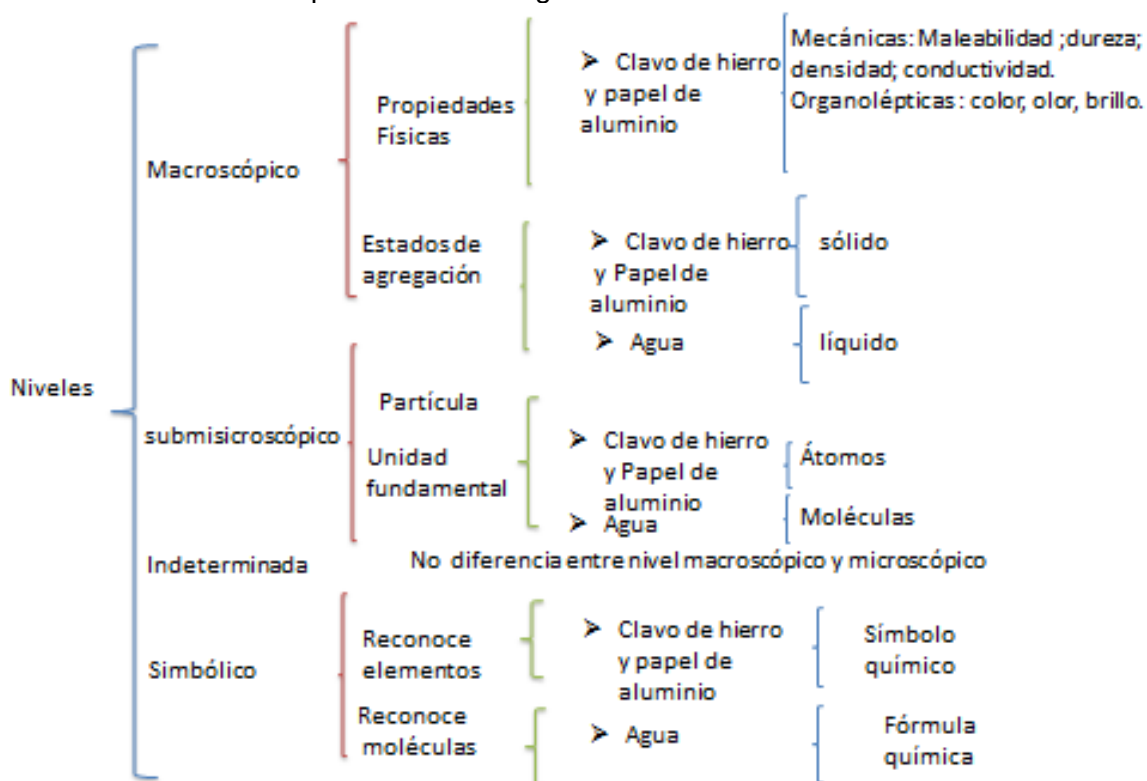 Niveles
Macroscópico
Propiedades
Físicas
➤ Clavo de hierro
y papel de
aluminio
Mecánicas: Maleabilidad ;dureza;
densidad; conductividad.
Organolépticas : color, olor, brillo.
Estados de
agregación
➤ Clavo de hierro
y Papel de
aluminio
sólido
➤ Agua
líquido
submisicroscópico
Partícula
Unidad
fundamental
➤ Clavo de hierro
y Papel de
aluminio
Átomos
➤ Agua
Moléculas
Indeterminada
No diferencia entre nivel macroscópico y microscópico
Simbólico
Reconoce
elementos
➤ Clavo de hierro
y papel de
aluminio
Símbolo
químico
Reconoce
moléculas
➤ Agua
Fórmula
química